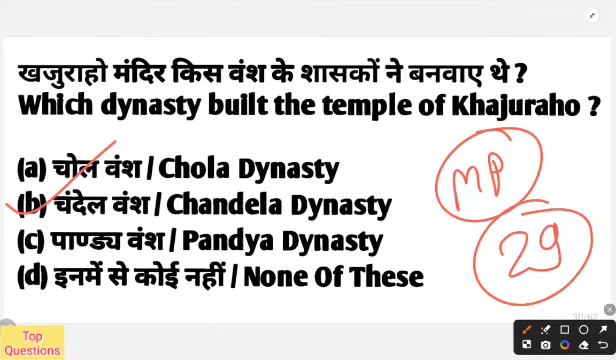 खजुराहो मंदिर किस वंश के शासकों ने बनवाए थे ?
Which dynasty built the temple of Khajuraho ?
(a) चोल वंश / Chola Dynasty
(b) चंदेल वंश / Chandela Dynasty
(c) पाण्ड्य वंश / Pandya Dynasty
(d) इनमें से कोई नहीं / None Of These
MP
29
30/62
Top
Questions